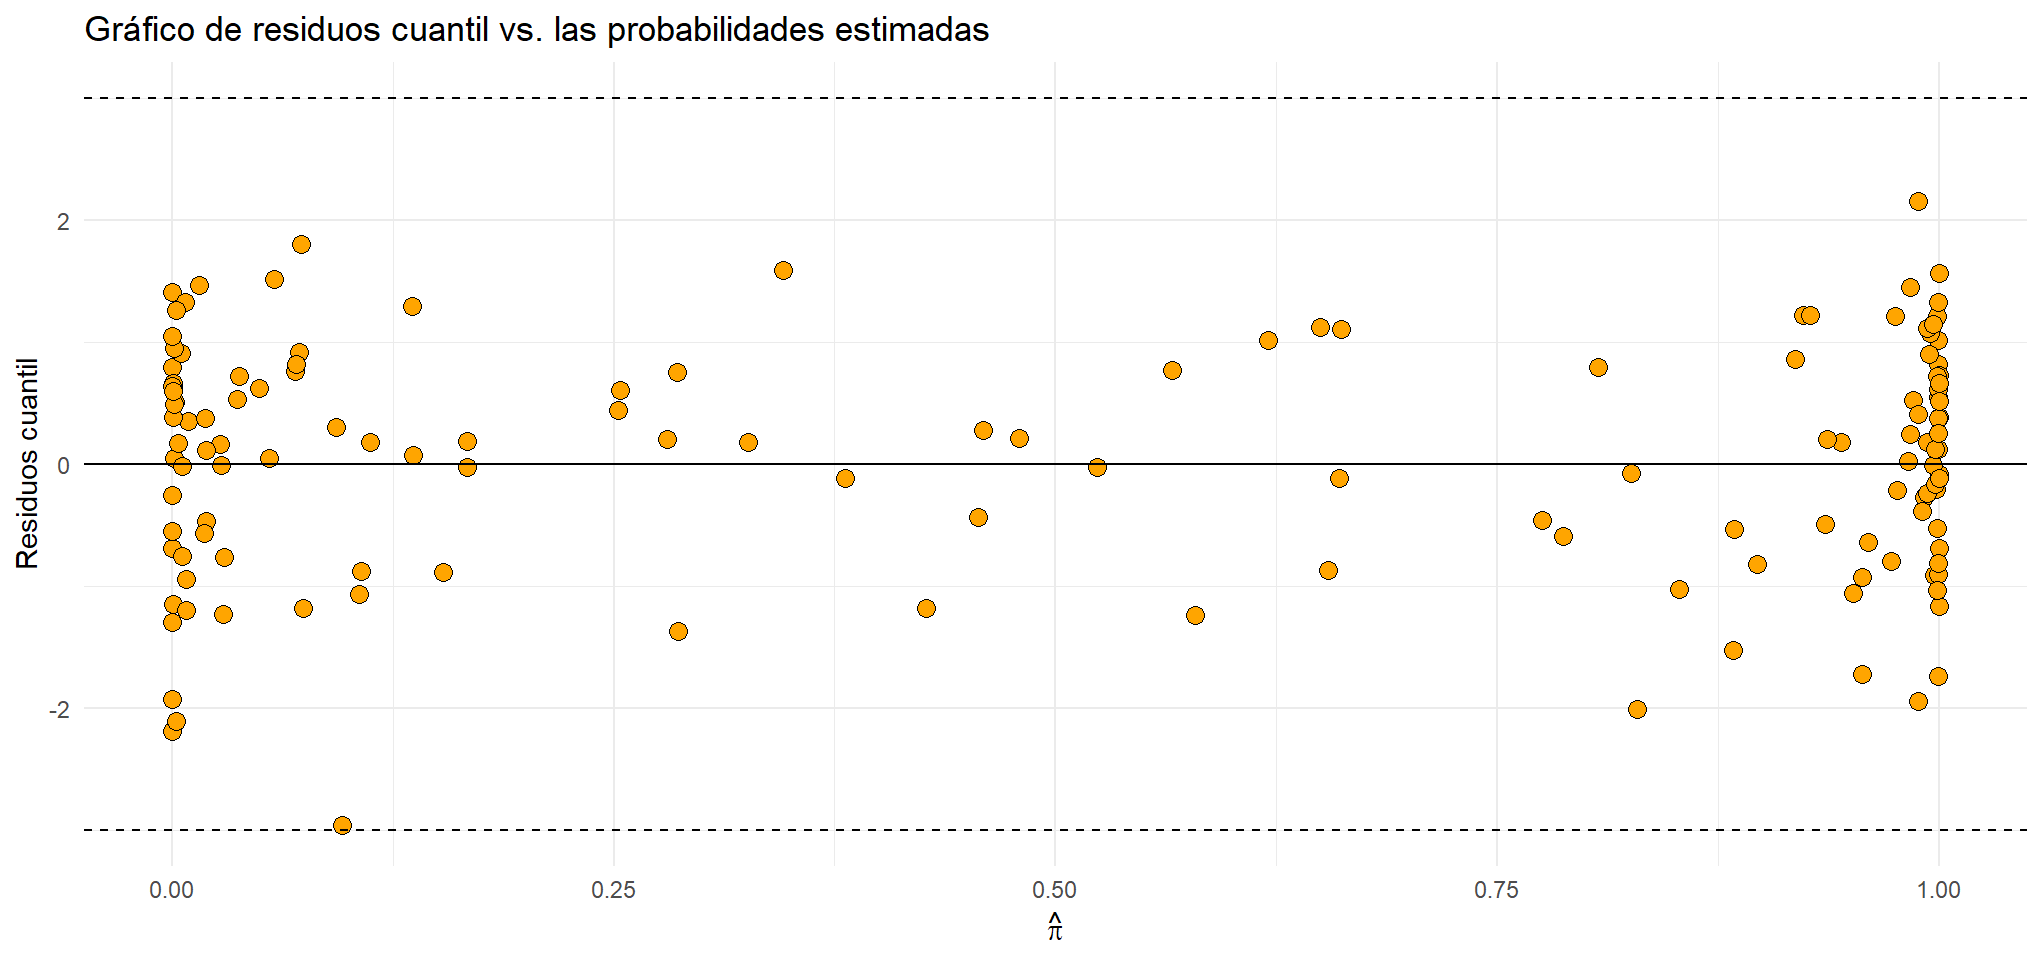 Gráfico de residuos cuantil vs. las probabilidades estimadas
Residuos cuantil
2
0
-2
0.00 0.25 0.50 0.75 1.00
π̂